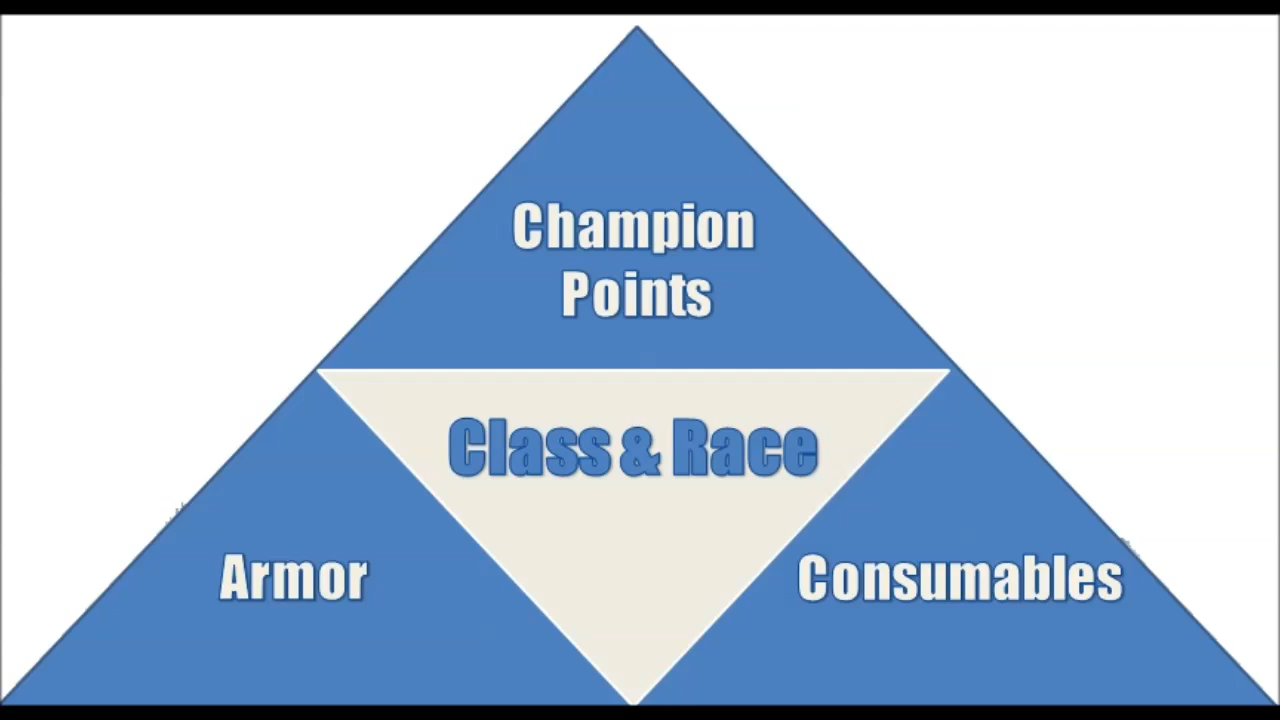 Champion
Points
Class & Race
Armor
Consumables